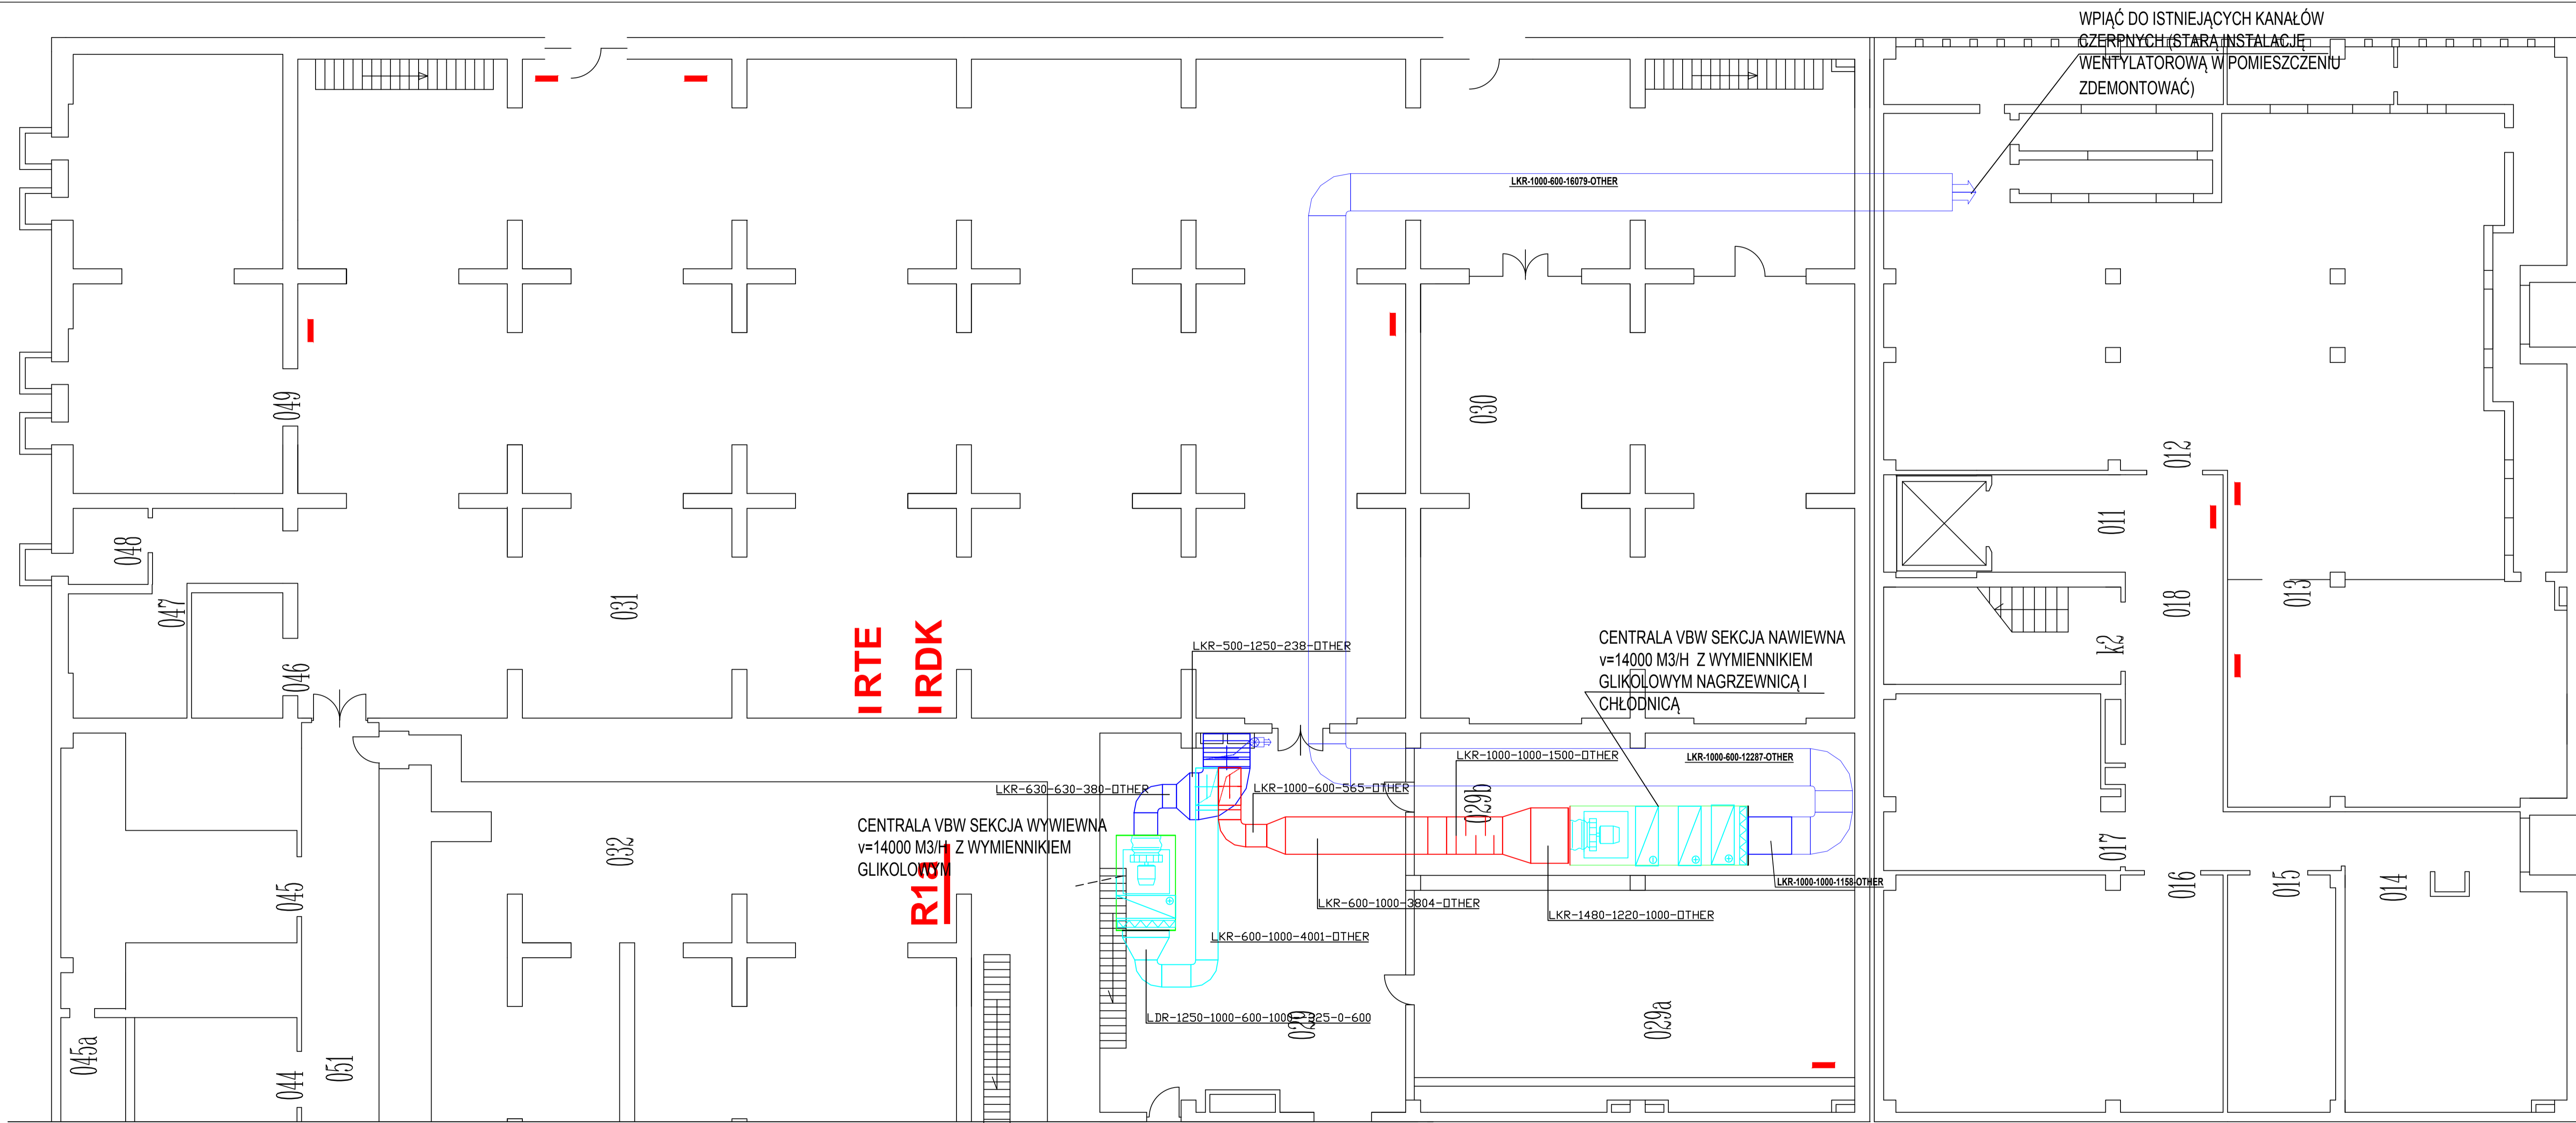 WPIĄĆ DO ISTNIEJĄCYCH KANAŁÓW
CZERPNYCH (STARĄ INSTALACJĘ
WENTYLATOROWĄ W POMIESZCZENIU
ZDEMONTOWAĆ)
LKR-1000-600-16079-OTHER
049
030
012
011
048
047
031
018
013
046
k2
RTE
RDK
LKR-500-1250-238-OTHER
CENTRALA VBW SEKCJA NAWIEWNA
v=14000 M3/H Z WYMIENNIKIEM
GLIKOLOWYM NAGRZEWNICĄ I
CHŁODNICĄ
LKR-1000-1000-1500-OTHER
LKR-1000-600-12287-OTHER
LKR-630-630-380-OTHER
LKR-1000-600-565-OTHER
029b
CENTRALA VBW SEKCJA WYWIEWNA
v=14000 M3/H Z WYMIENNIKIEM
GLIKOLOWYM
R1a
032
017
045
016
015
014
LKR-1000-1000-1158-OTHER
LKR-600-1000-3804-OTHER
LKR-1480-1220-1000-OTHER
LKR-600-1000-4001-OTHER
029
029a
045a
051
044